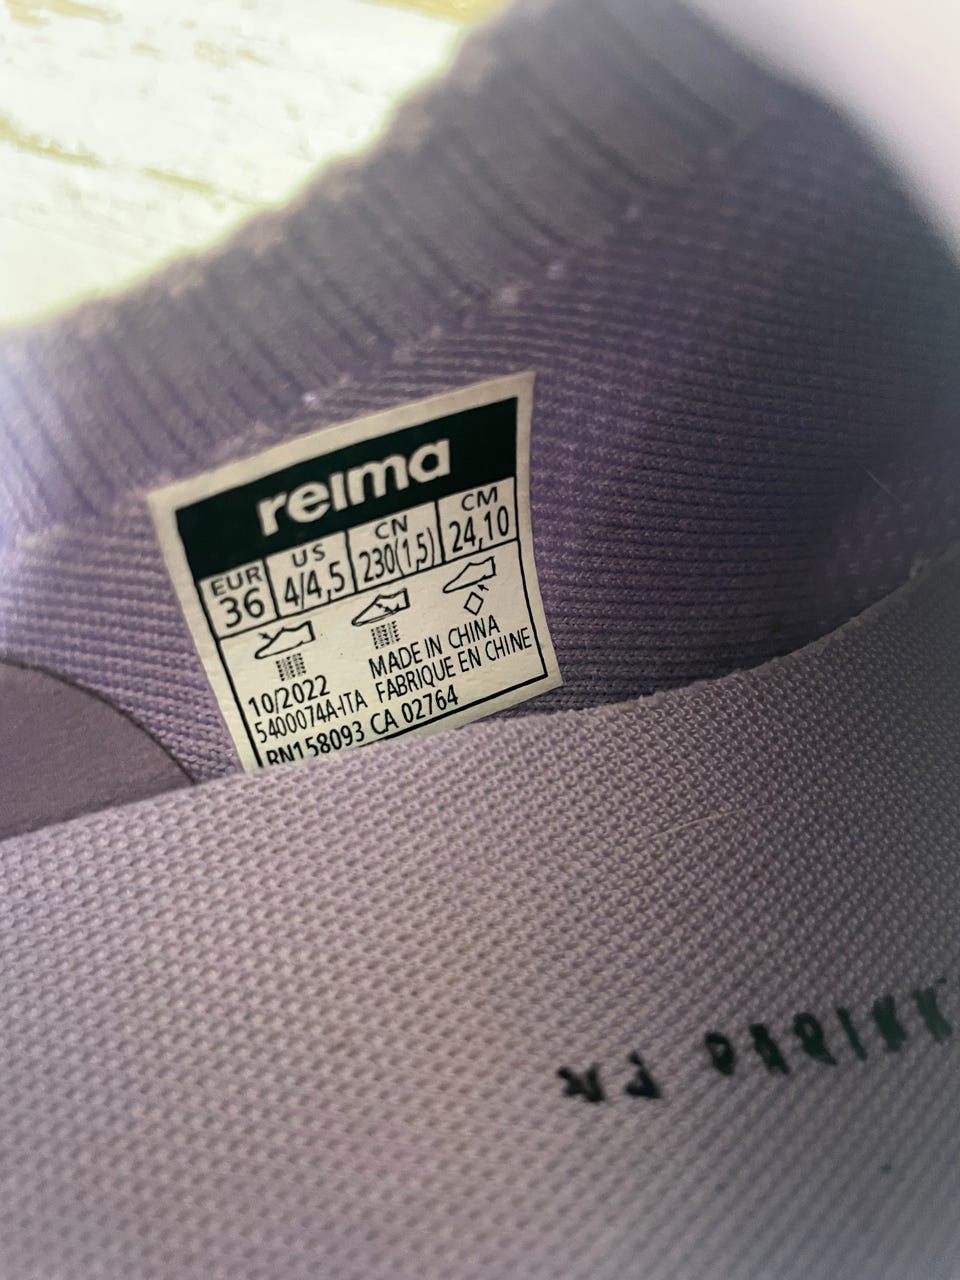 reima
EUR US CN CM
36 4/4,5 230(1,5) 24,10
10/2022 MADE IN CHINA
5400074A-ITA FABRIQUE EN CHINE
RN158093 CA 02764